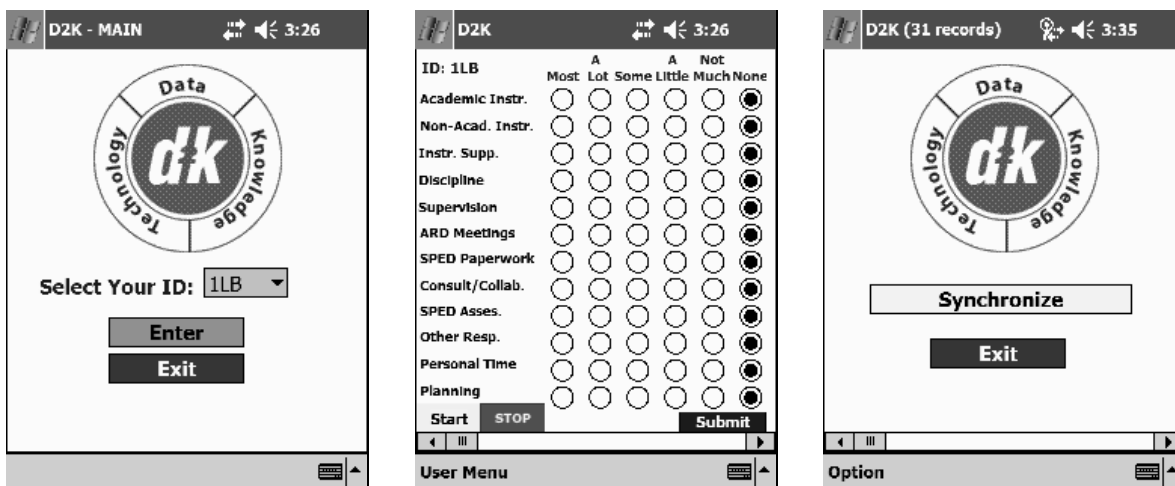 D2K - MAIN 3:26
Data
Knowledge
Technology
d2k
Select Your ID: 1LB
Enter
Exit
D2K 3:26
ID: 1LB
Most A Lot Some A Little Not Much None
Academic Instr.
Non-Acad. Instr.
Instr. Supp.
Discipline
Supervision
ARD Meetings
SPED Paperwork
Consult/Collab.
SPED Asses.
Other Resp.
Personal Time
Planning
Start STOP Submit
User Menu
D2K (31 records) 3:35
Data
Knowledge
Technology
d2k
Synchronize
Exit
Option